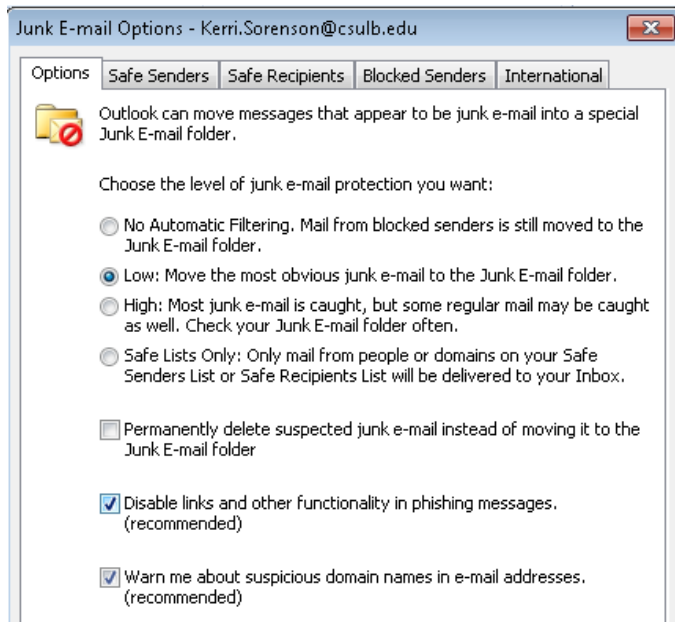 Junk E-mail Options - Kerri.Sorenson@csulb.edu
Options Safe Senders Safe Recipients Blocked Senders International
Outlook can move messages that appear to be junk e-mail into a special
Junk E-mail folder.
Choose the level of junk e-mail protection you want:
No Automatic Filtering. Mail from blocked senders is still moved to the
Junk E-mail folder.
Low: Move the most obvious junk e-mail to the Junk E-mail folder.
High: Most junk e-mail is caught, but some regular mail may be caught
as well. Check your Junk E-mail folder often.
Safe Lists Only: Only mail from people or domains on your Safe
Senders List or Safe Recipients List will be delivered to your Inbox.
Permanently delete suspected junk e-mail instead of moving it to the
Junk E-mail folder
Disable links and other functionality in phishing messages.
(recommended)
Warn me about suspicious domain names in e-mail addresses.
(recommended)